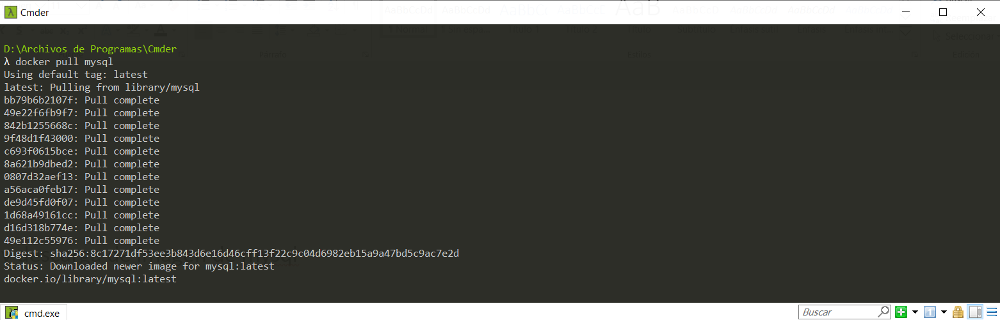 Cmder
D:\Archivos de Programas\Cmder
λ docker pull mysql
Using default tag: latest
latest: Pulling from library/mysql
bb79b6b2107f: Pull complete
49e22f6fb9f7: Pull complete
842b1255668c: Pull complete
9f48d1f43000: Pull complete
c693f0615bce: Pull complete
8a621b9dbed2: Pull complete
0807d32aef13: Pull complete
a56aca0feb17: Pull complete
de9d45fd0f07: Pull complete
1d68a49161cc: Pull complete
d16d318b774e: Pull complete
49e112c55976: Pull complete
Digest: sha256:8c17271df53ee3b843d6e16d46cff13f22c9c04d6982eb15a9a47bd5c9ac7e2d
Status: Downloaded newer image for mysql:latest
docker.io/library/mysql:latest
cmd.exe
Buscar